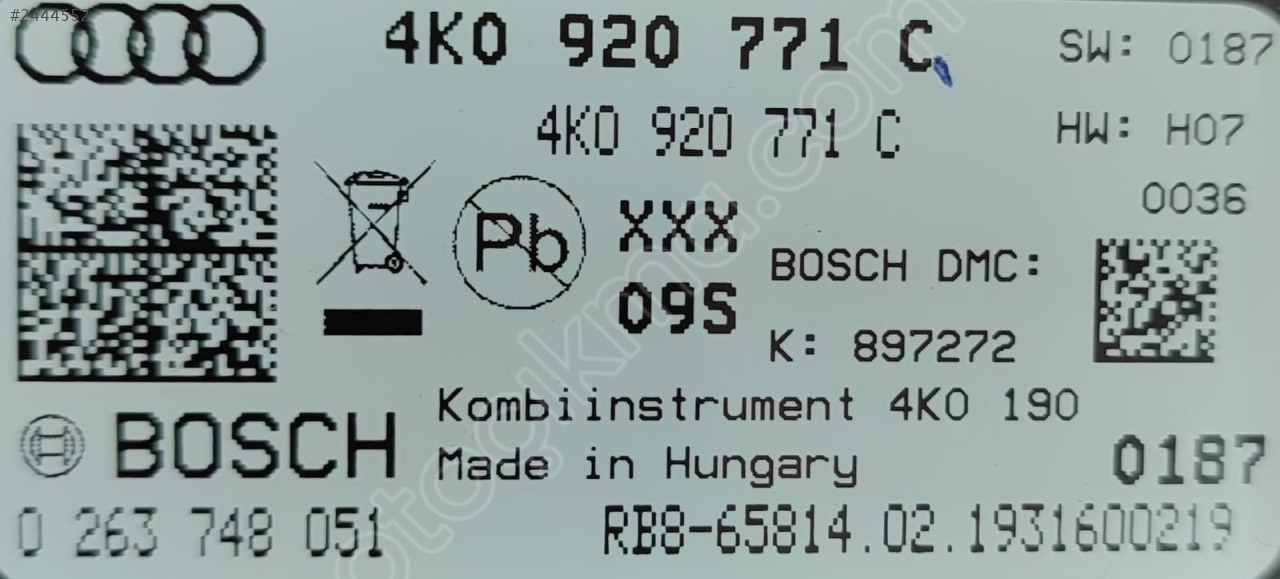 #2444552
4K0 920 771 C
SW: 0187
4K0 920 771 C
HW: H07
0036
Pb
XXX
09S
BOSCH DMC:
K: 897272
Kombiinstrument 4K0 190
BOSCH
Made in Hungary
0187
0 263 748 051
RB8-65814.02.1931600219